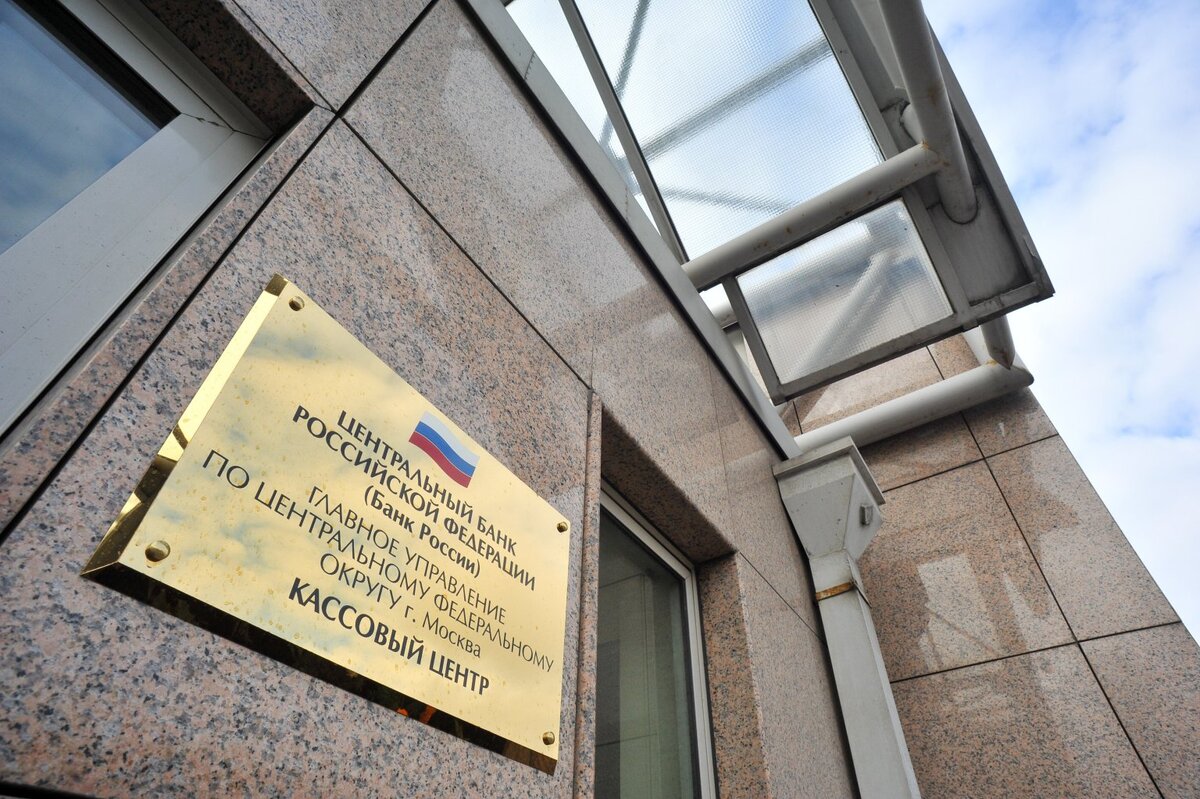 ЦЕНТРАЛЬНЫЙ БАНК
РОССИЙСКОЙ ФЕДЕРАЦИИ
(Банк России)
ГЛАВНОЕ УПРАВЛЕНИЕ
ПО ЦЕНТРАЛЬНОМУ ФЕДЕРАЛЬНОМУ
ОКРУГУ г. Москва
КАССОВЫЙ ЦЕНТР